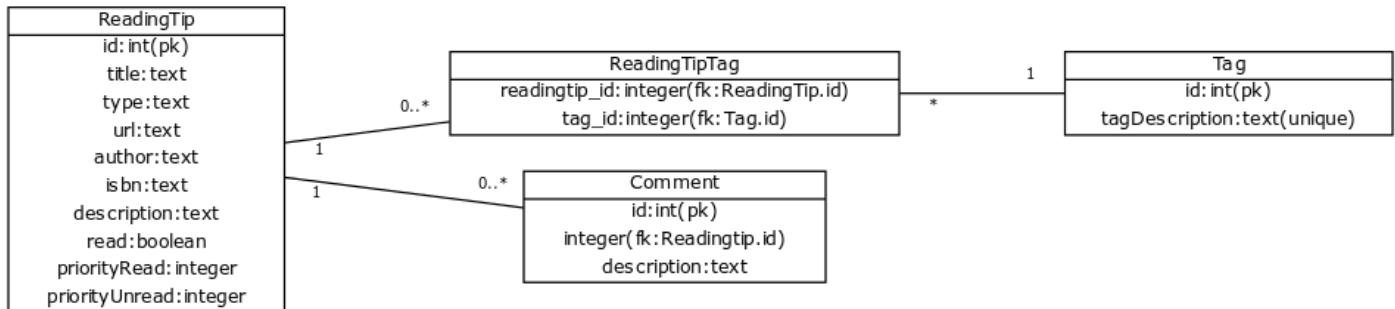 ReadingTip
id:int(pk)
title:text
type:text
url:text
author:text
isbn:text
description:text
read:boolean
priorityRead:integer
priorityUnread:integer
0..*
1
ReadingTipTag
readingtip_id:integer(fk:ReadingTip.id)
tag_id:integer(fk:Tag.id)
1
*
Tag
id:int(pk)
tagDescription:text(unique)
0..*
1
Comment
id:int(pk)
integer(fk:Readingtip.id)
description:text